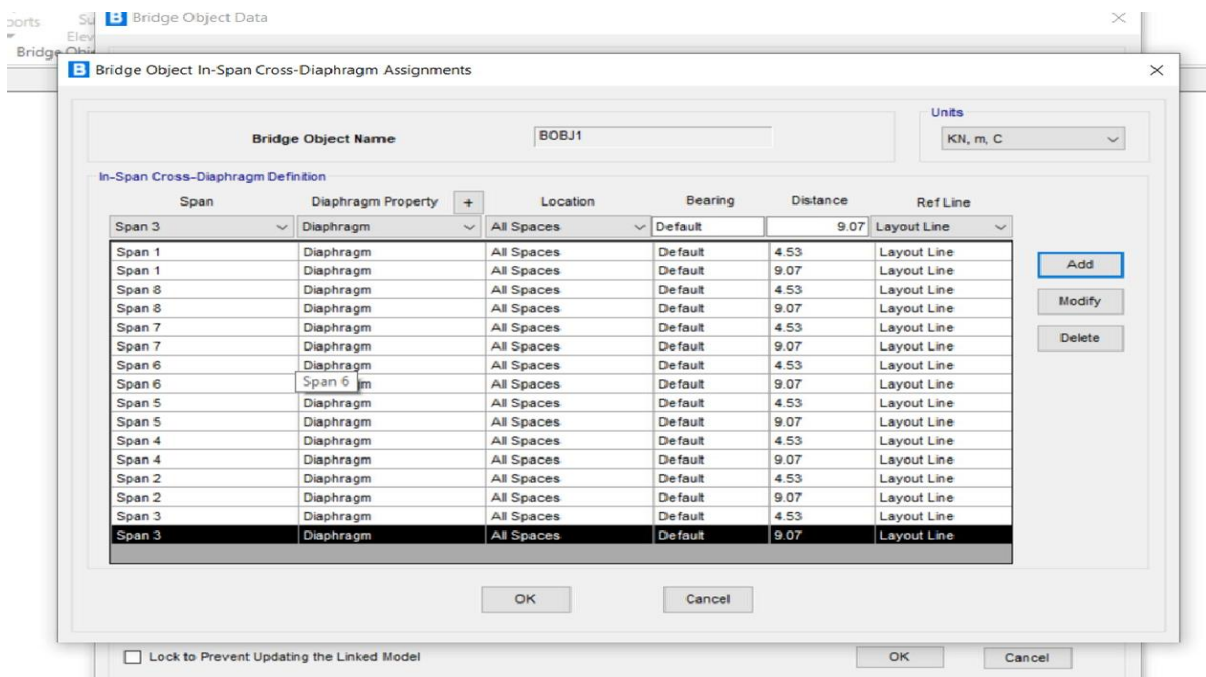 ports Su B Bridge Object Data
Elev
Bridge Obje
B Bridge Object In-Span Cross-Diaphragm Assignments
Units
Bridge Object Name BOBJ1 KN, m, C
In-Span Cross-Diaphragm Definition
Span Diaphragm Property + Location Bearing Distance Ref Line
Span 3 Diaphragm All Spaces Default 9.07 Layout Line
Span 1 Diaphragm All Spaces Default 4.53 Layout Line
Add
Span 1 Diaphragm All Spaces Default 9.07 Layout Line
Span 8 Diaphragm All Spaces Default 4.53 Layout Line
Modify
Span 8 Diaphragm All Spaces Default 9.07 Layout Line
Span 7 Diaphragm All Spaces Default 4.53 Layout Line
Delete
Span 7 Diaphragm All Spaces Default 9.07 Layout Line
Span 6 Diaphragm All Spaces Default 4.53 Layout Line
Span 6 Span 6 m All Spaces Default 9.07 Layout Line
Span 5 Diaphragm All Spaces Default 4.53 Layout Line
Span 5 Diaphragm All Spaces Default 9.07 Layout Line
Span 4 Diaphragm All Spaces Default 4.53 Layout Line
Span 4 Diaphragm All Spaces Default 9.07 Layout Line
Span 2 Diaphragm All Spaces Default 4.53 Layout Line
Span 2 Diaphragm All Spaces Default 9.07 Layout Line
Span 3 Diaphragm All Spaces Default 4.53 Layout Line
Span 3 Diaphragm All Spaces Default 9.07 Layout Line
OK Cancel
Lock to Prevent Updating the Linked Model OK Cancel